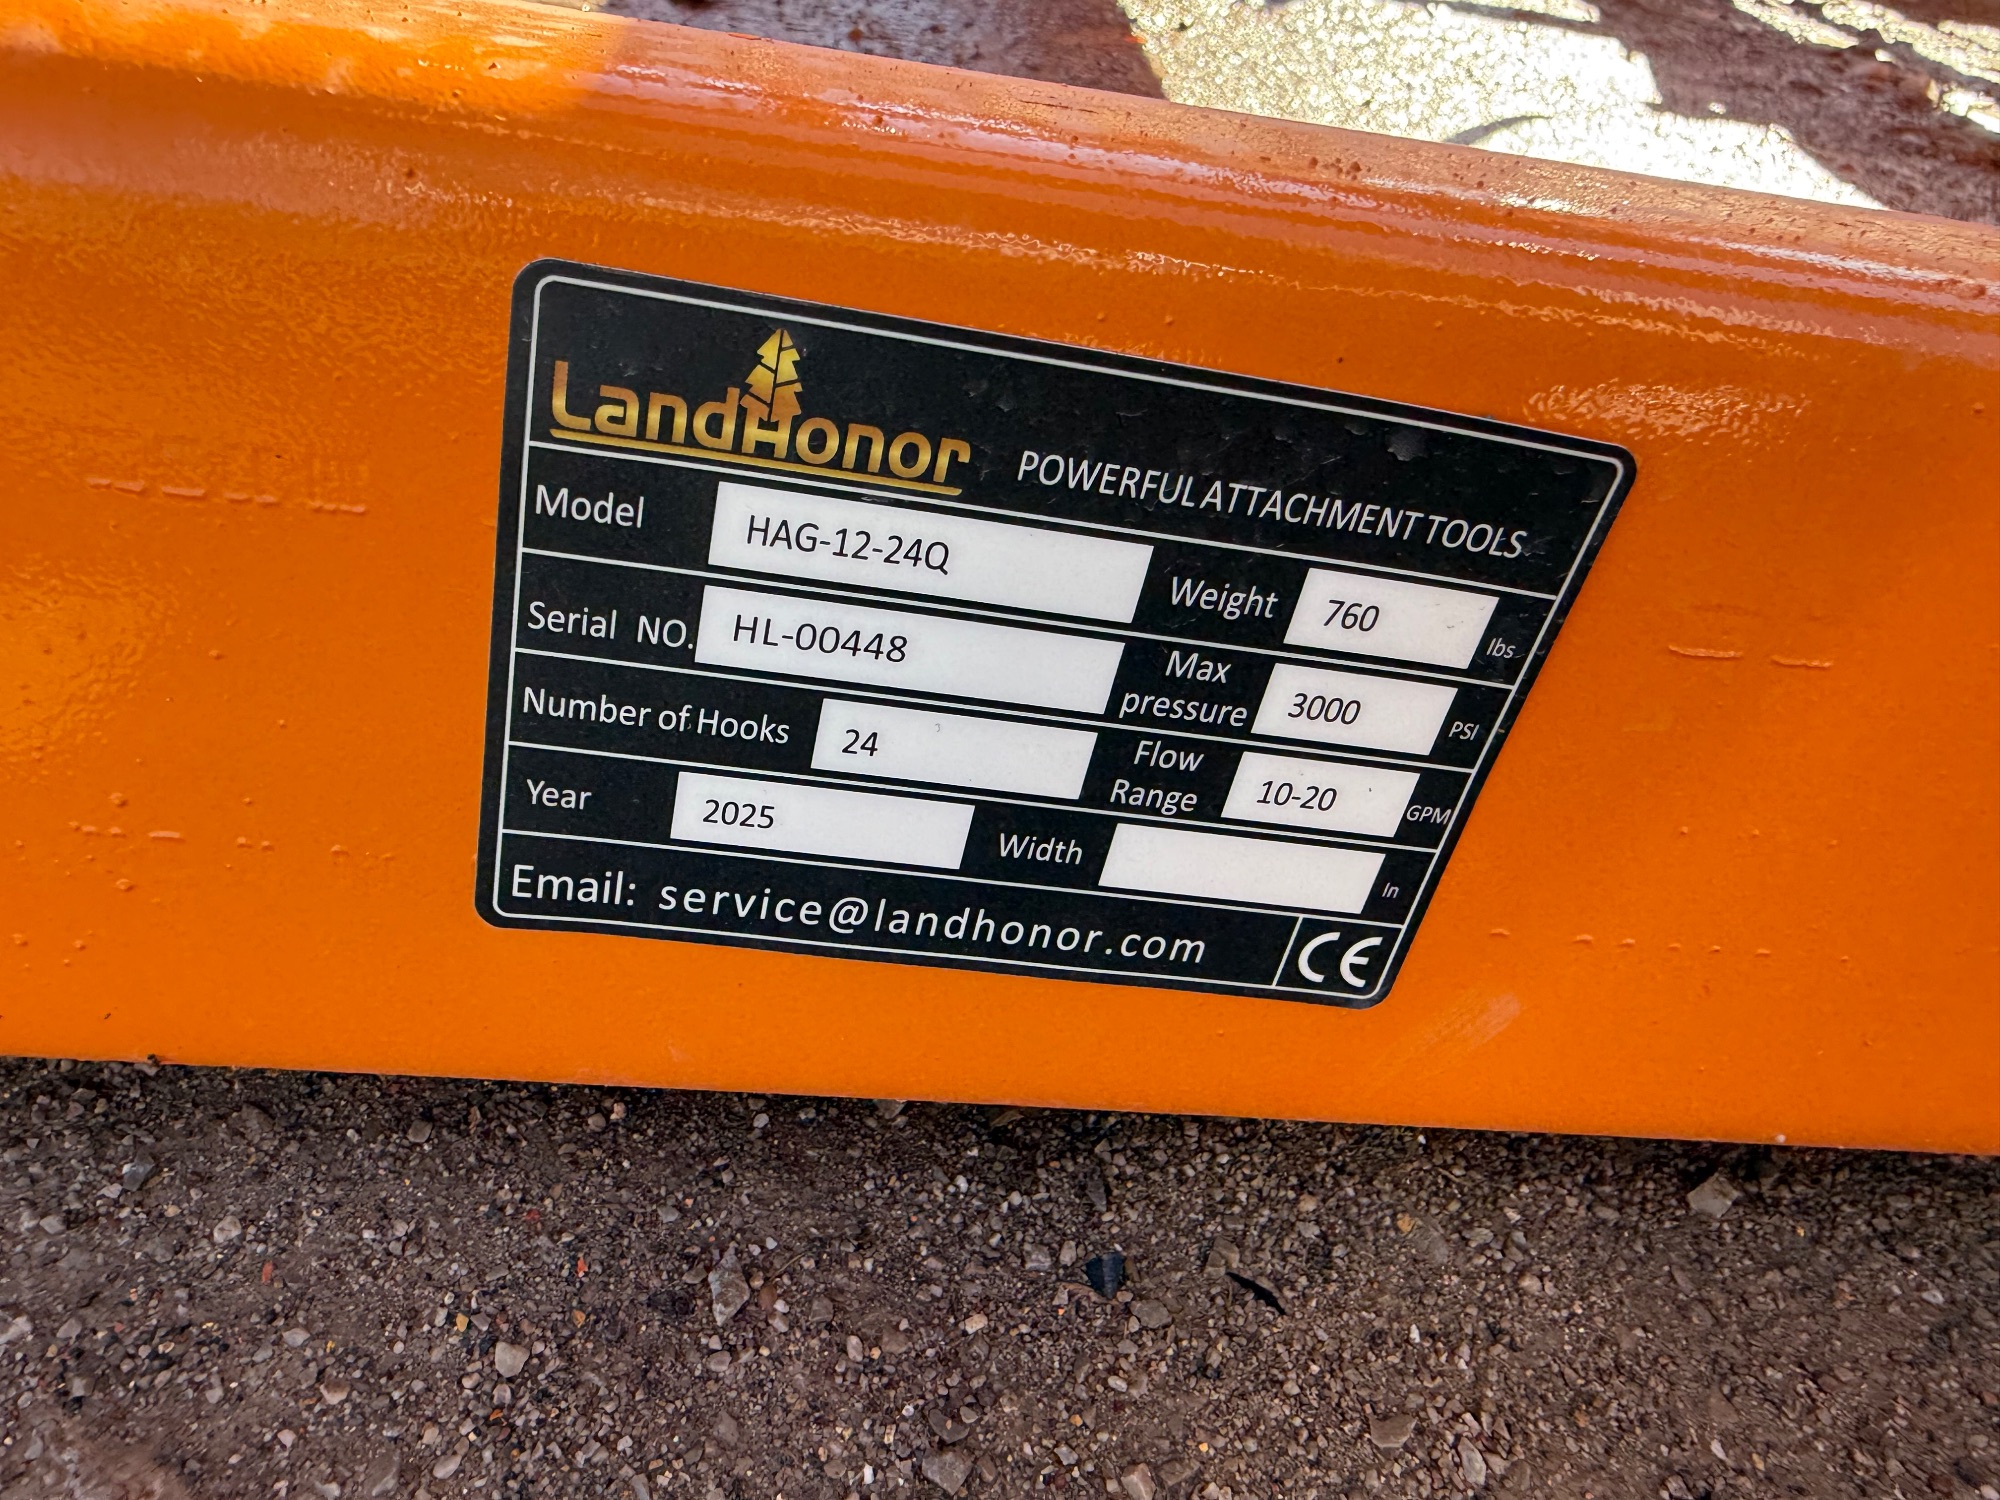 LandHonor POWERFUL ATTACHMENT TOOLS
Model HAG-12-24Q Weight 760 lbs
Serial NO. HL-00448 Max pressure 3000 PSI
Number of Hooks 24 Flow Range 10-20 GPM
Year 2025 Width In
Email: service@landhonor.com CE